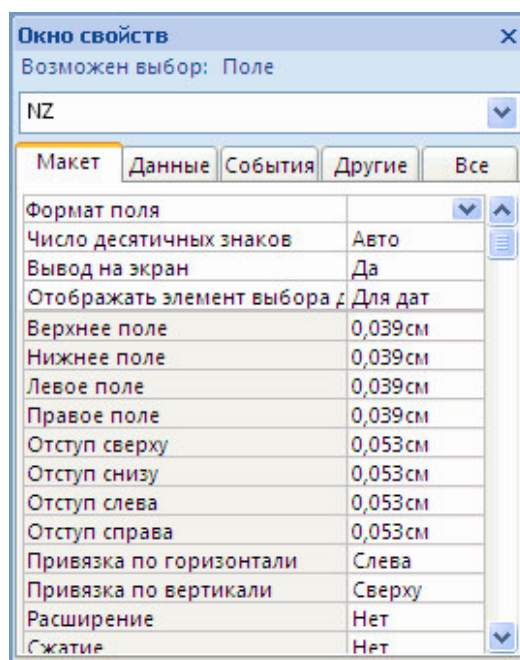 Окно свойств
Возможен выбор: Поле
NZ
Макет Данные События Другие Все
Формат поля
Число десятичных знаков Авто
Вывод на экран Да
Отображать элемент выбора д Для дат
Верхнее поле 0,039см
Нижнее поле 0,039см
Левое поле 0,039см
Правое поле 0,039см
Отступ сверху 0,053см
Отступ снизу 0,053см
Отступ слева 0,053см
Отступ справа 0,053см
Привязка по горизонтали Слева
Привязка по вертикали Сверху
Расширение Нет
Сжатие Нет